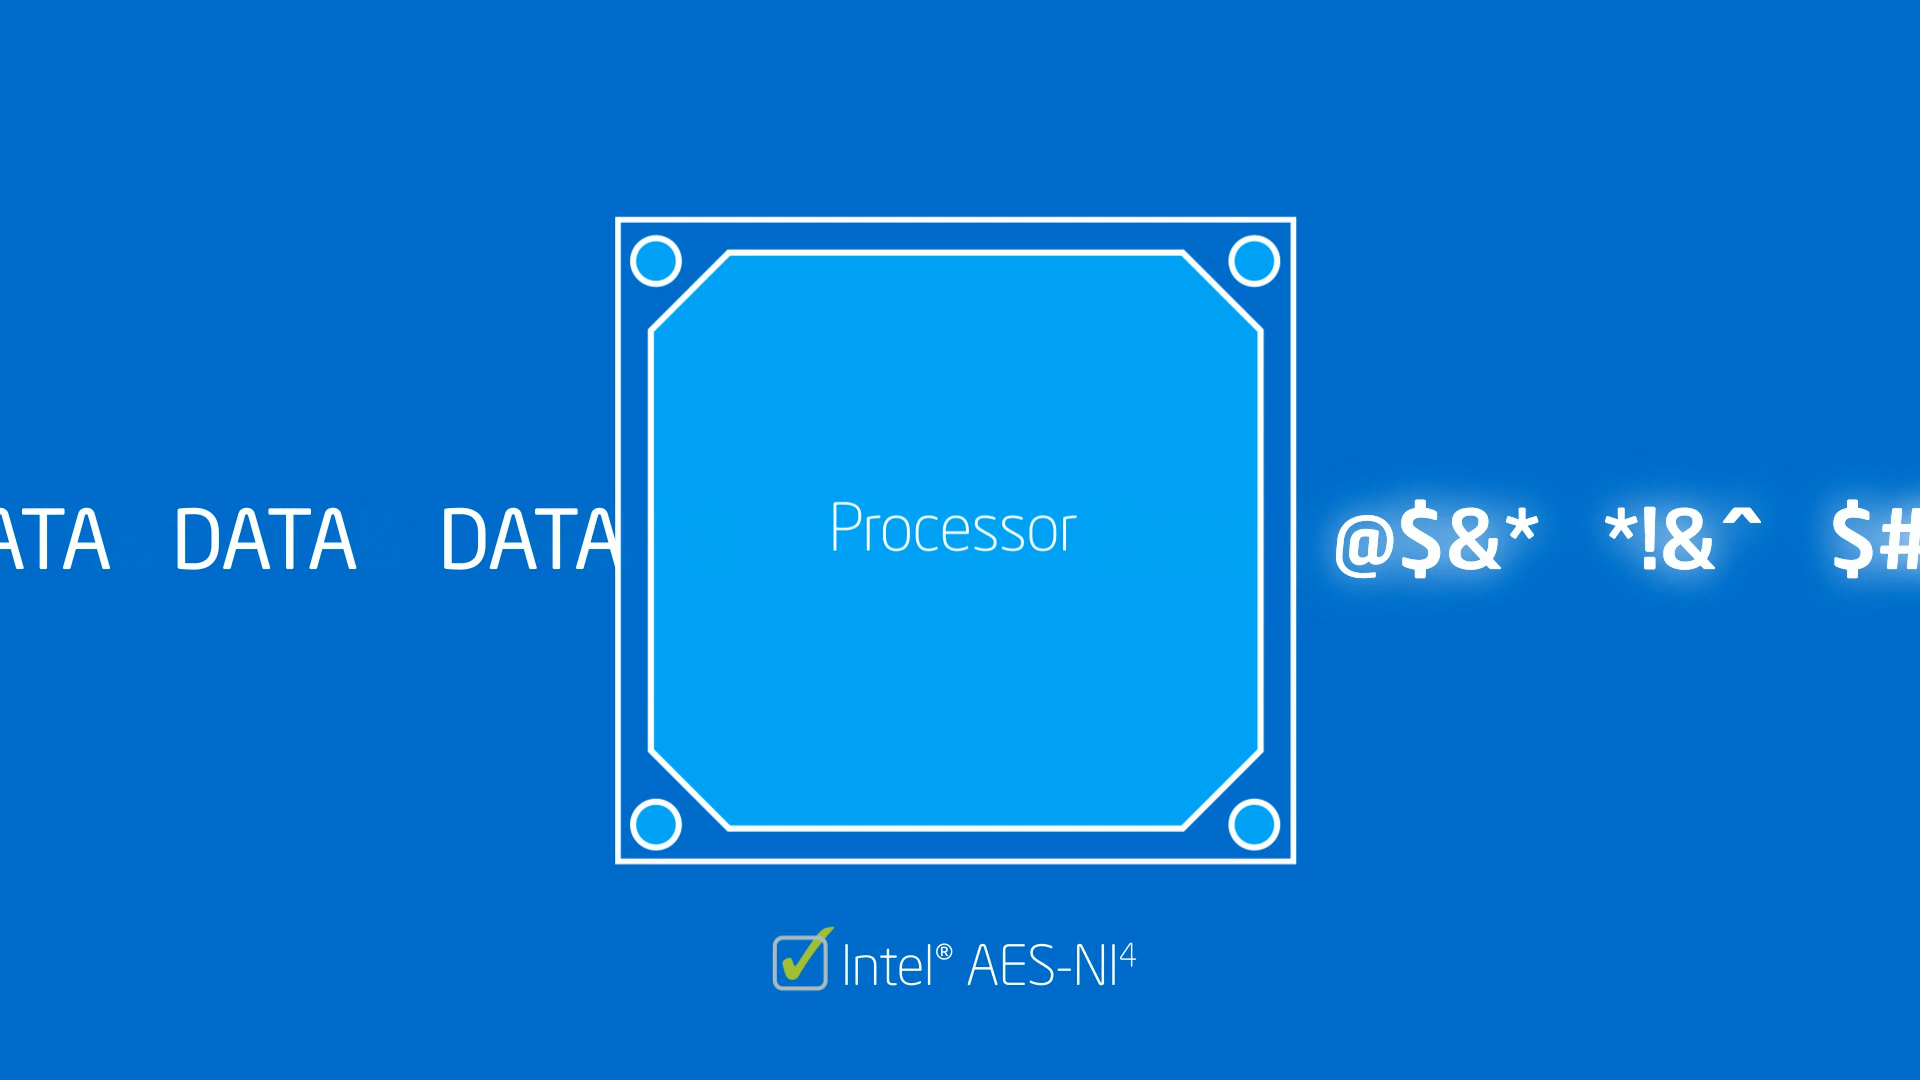 ATA DATA DATA Processor @$&* *!&^ $#
Intel® AES-NI⁴